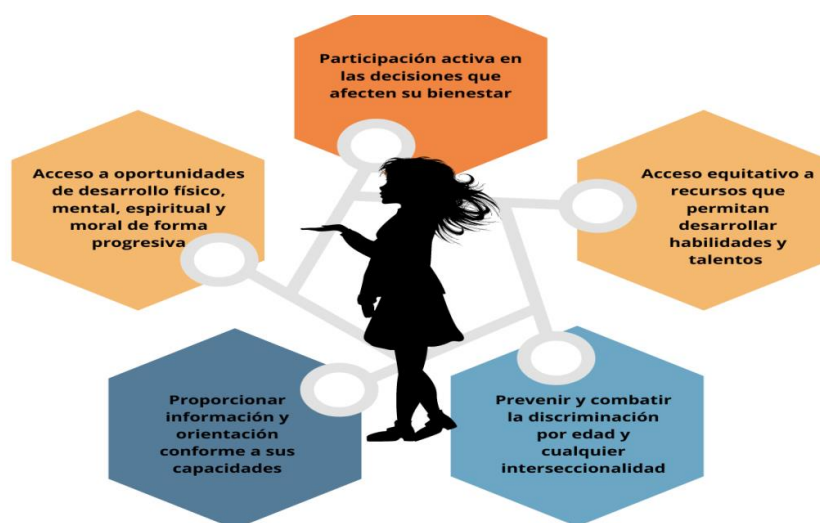 Participación activa en
las decisiones que
afecten su bienestar
Acceso a oportunidades
de desarrollo físico,
mental, espiritual y
moral de forma
progresiva
Acceso equitativo a
recursos que
permitan
desarrollar
habilidades y
talentos
Proporcionar
información y
orientación
conforme a sus
capacidades
Prevenir y combatir
la discriminación
por edad y
cualquier
interseccionalidad